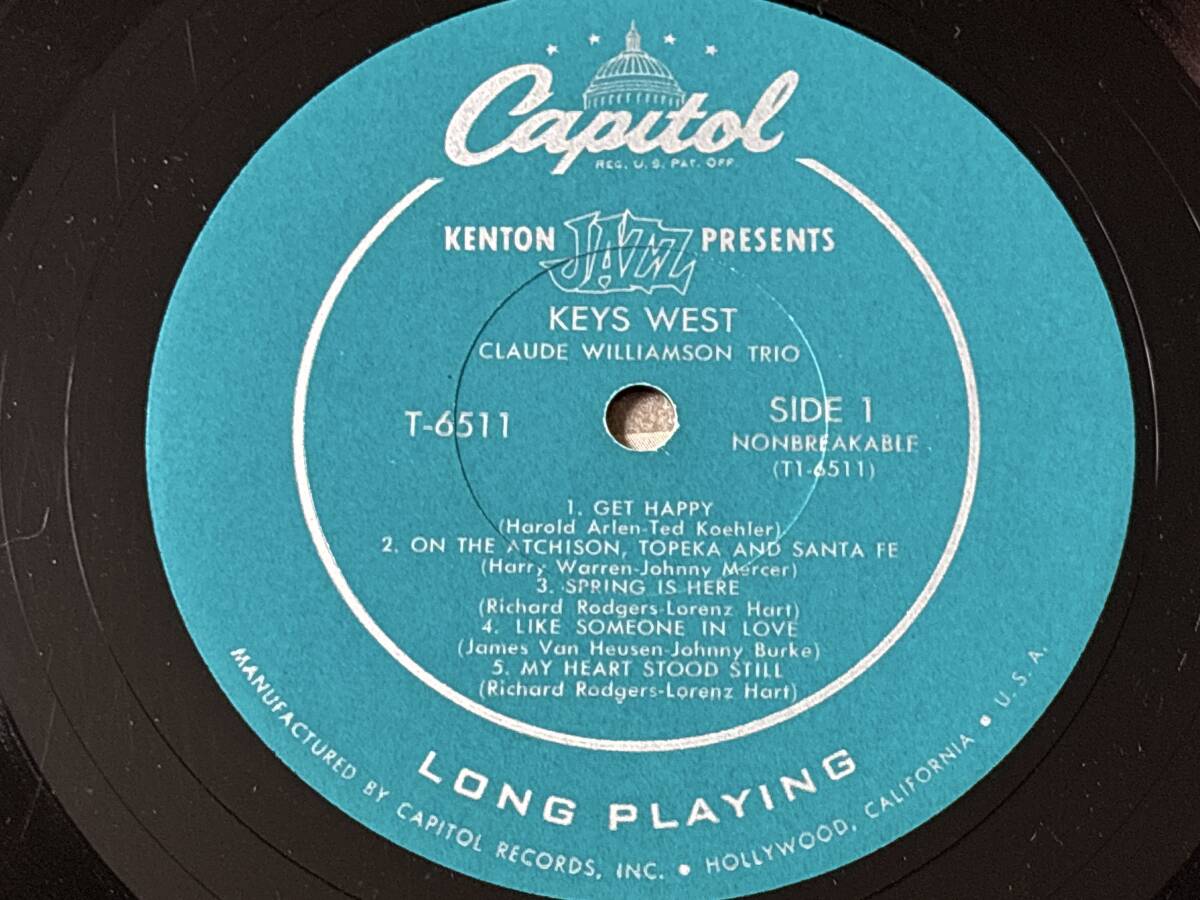 Capitol
REG. U. S. PAT. OFF.
KENTON JAZZ PRESENTS
KEYS WEST
CLAUDE WILLIAMSON TRIO
T-6511
SIDE 1
NONBREAKABLE
(T1-6511)
1. GET HAPPY
(Harold Arlen-Ted Koehler)
2. ON THE ATCHISON, TOPEKA AND SANTA FE
(Harry Warren-Johnny Mercer)
3. SPRING IS HERE
(Richard Rodgers-Lorenz Hart)
4. LIKE SOMEONE IN LOVE
(James Van Heusen-Johnny Burke)
5. MY HEART STOOD STILL
(Richard Rodgers-Lorenz Hart)
LONG PLAYING
MANUFACTURED BY CAPITOL RECORDS, INC. • HOLLYWOOD, CALIFORNIA • U. S. A.